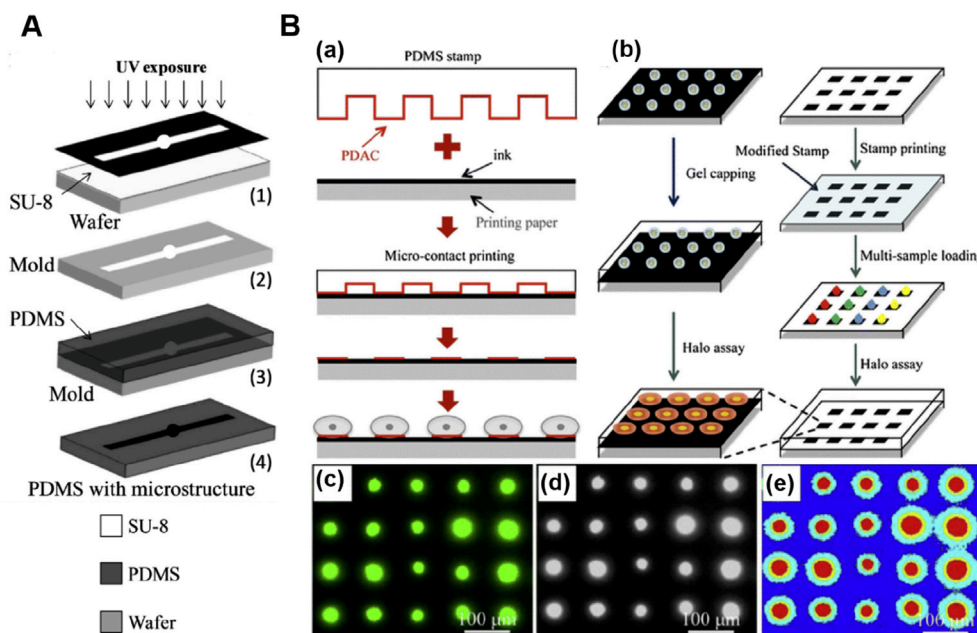 A
UV exposure
SU-8
Wafer
(1)
Mold
(2)
PDMS
Mold
(3)
(4)
PDMS with microstructure
SU-8
PDMS
Wafer
B
(a)
PDMS stamp
PDAC
ink
Printing paper
Micro-contact printing
(b)
Gel capping
Halo assay
Modified Stamp
Stamp printing
Multi-sample loading
Halo assay
(c)
100 μm
(d)
100 μm
(e)
100 μm